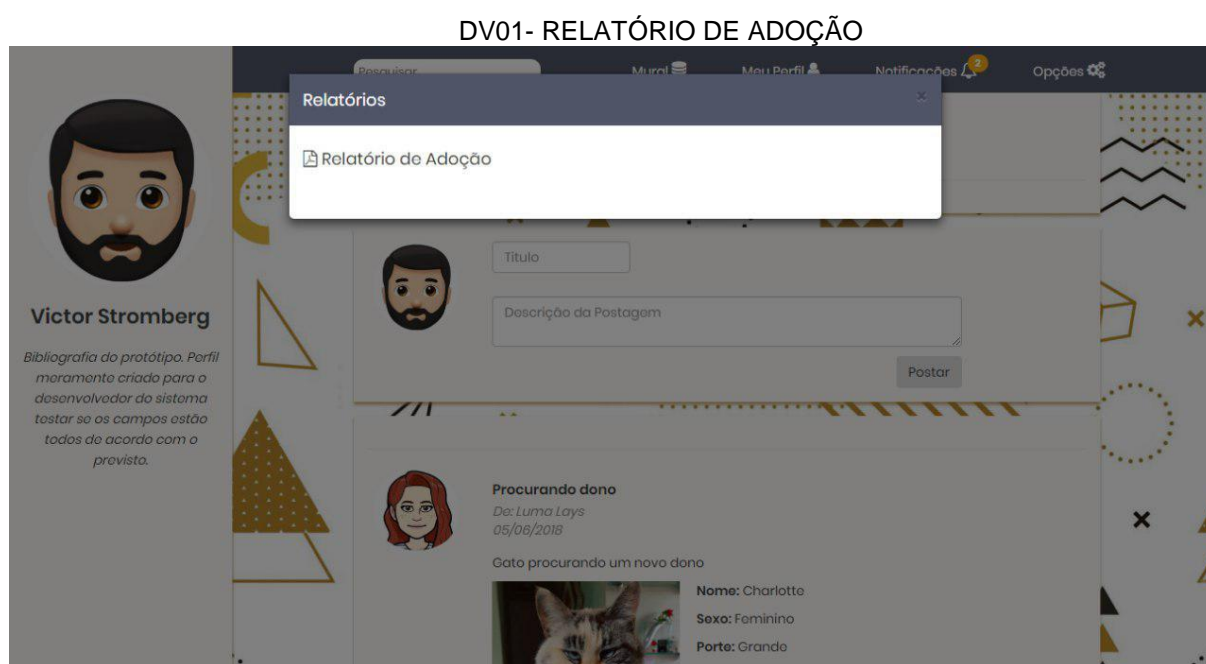 DV01- RELATÓRIO DE ADOÇÃO
Pesquisar
Mural
Meu Perfil
Notificações 2
Opções
Relatórios
×
Relatório de Adoção
Título
Descrição da Postagem
Postar
Victor Stromberg
Bibliografia do protótipo. Perfil
meramente criado para o
desenvolvedor do sistema
testar se os campos estão
todos de acordo com o
previsto.
Procurando dono
De: Luma Lays
05/06/2018
Gato procurando um novo dono
Nome: Charlotte
Sexo: Feminino
Porte: Grande